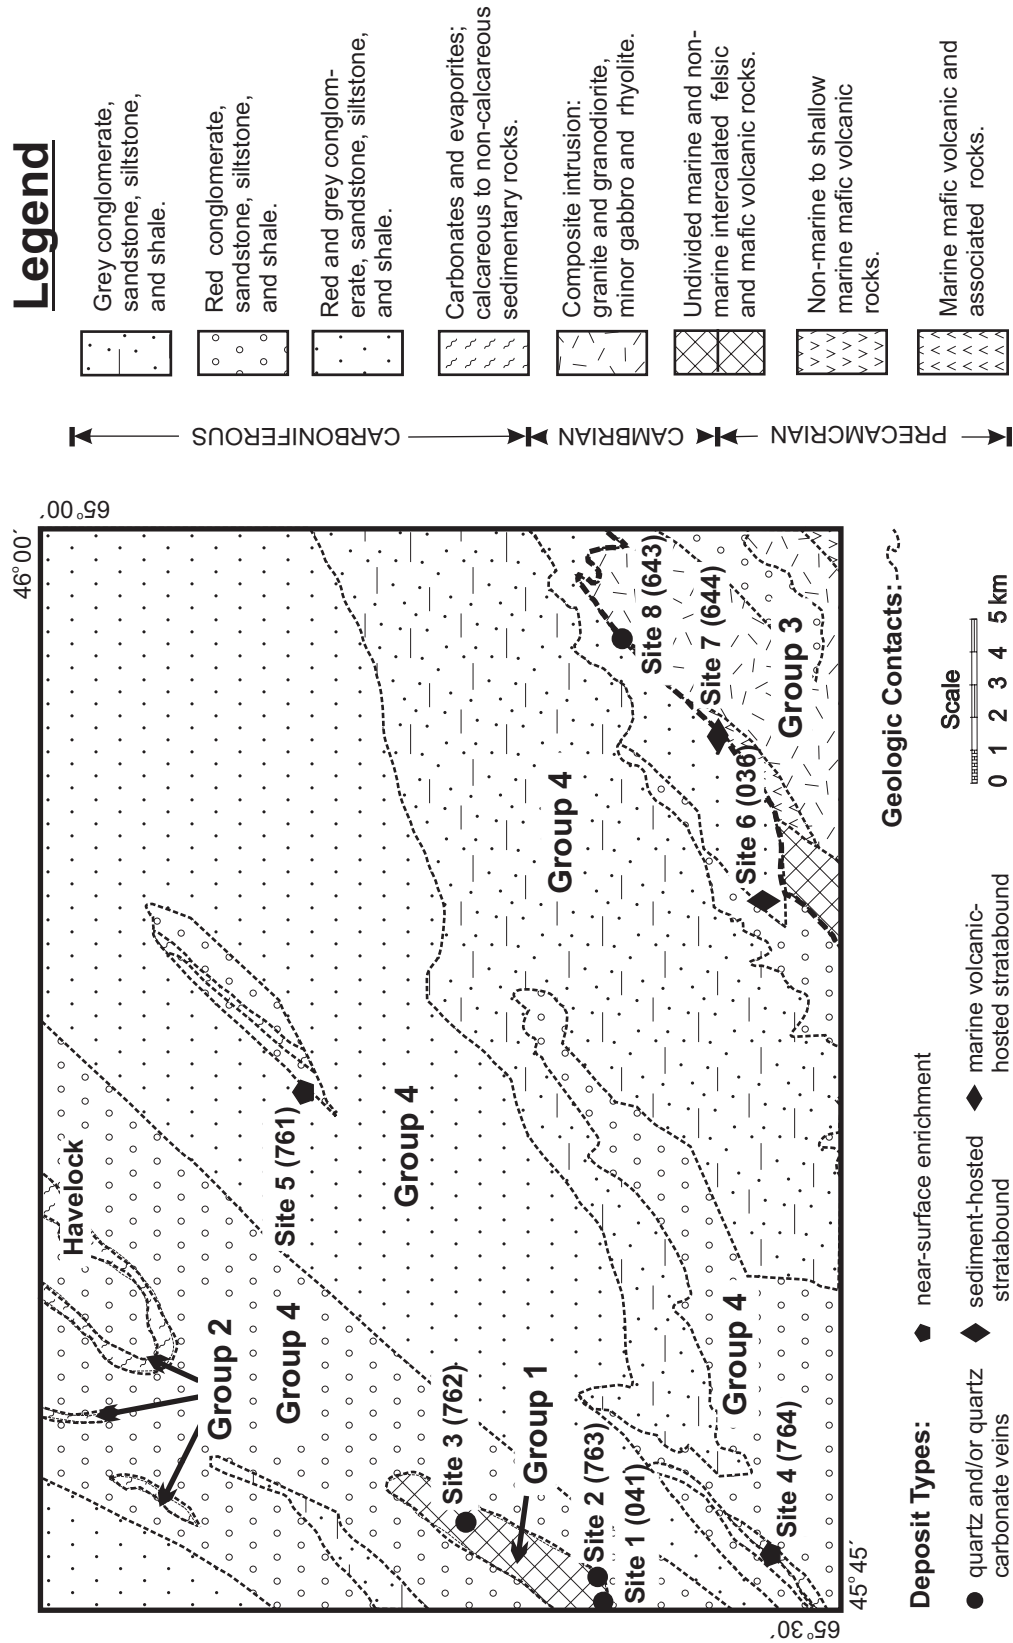 Legend
Grey conglomerate,
sandstone, siltstone,
and shale.
Red conglomerate,
sandstone, siltstone,
and shale.
Red and grey conglom-
erate, sandstone, siltstone,
and shale.
Carbonates and evaporites;
calcareous to non-calcareous
sedimentary rocks.
Composite intrusion:
granite and granodiorite,
minor gabbro and rhyolite.
Undivided marine and non-
marine intercalated felsic
and mafic volcanic rocks.
Non-marine to shallow
marine mafic volcanic
rocks.
Marine mafic volcanic and
associated rocks.
CARBONIFEROUS
CAMBRIAN
PRECAMCRIAN
46°00´
65°00´
Havelock
Group 2
Group 4
Site 5 (761)
Group 4
Site 3 (762)
Group 1
Site 2 (763)
Site 1 (041)
Group 4
Site 8 (643)
Site 7 (644)
Group 3
Site 6 (036)
Group 4
Site 4 (764)
45°45´
65°30´
Geologic Contacts:
Scale
0 1 2 3 4 5 km
Deposit Types:
quartz and/or quartz
carbonate veins
near-surface enrichment
sediment-hosted
stratabound
marine volcanic-
hosted stratabound